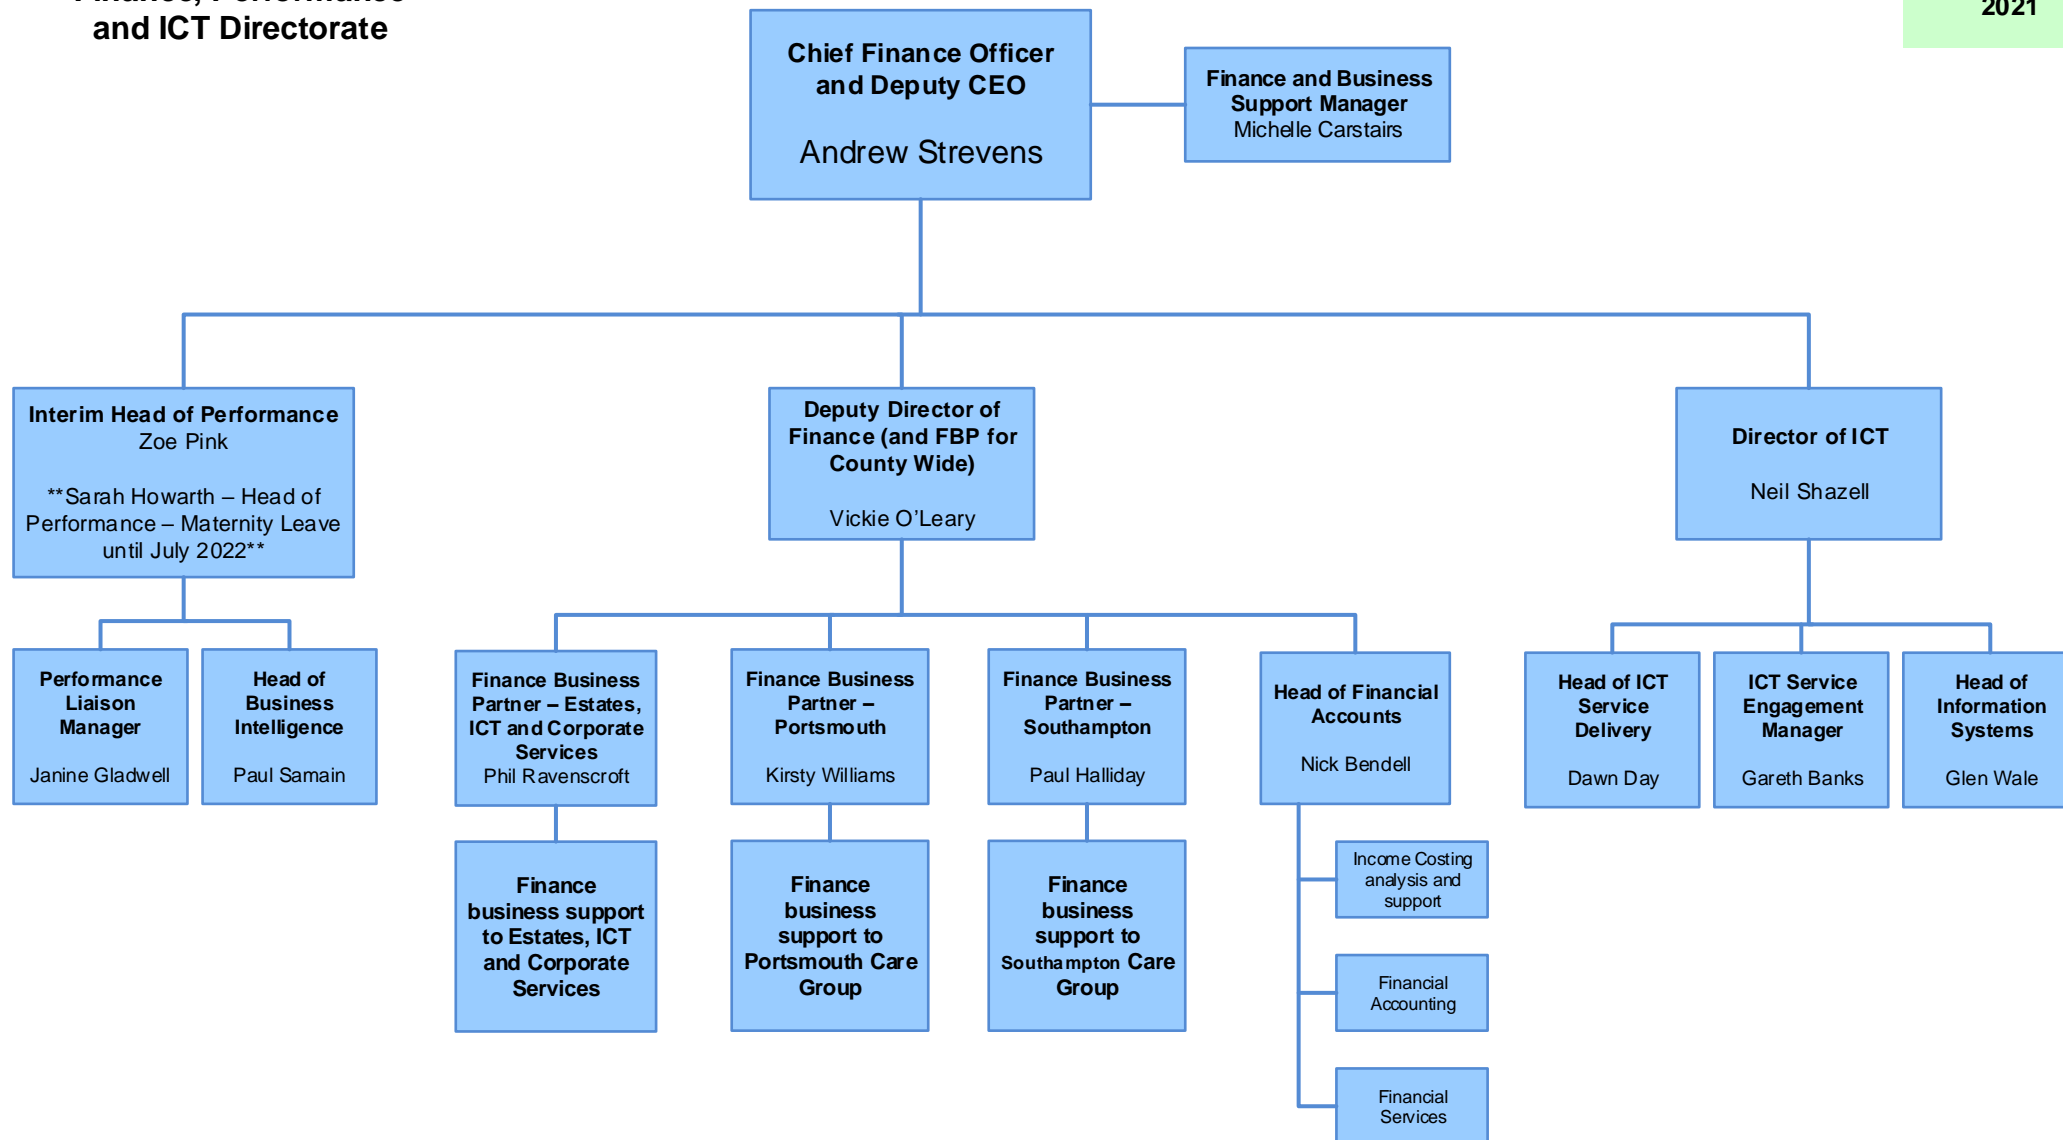 Finance, Performance
and ICT Directorate
2021
Chief Finance Officer
and Deputy CEO
Andrew Strevens
Finance and Business
Support Manager
Michelle Carstairs
Interim Head of Performance
Zoe Pink
**Sarah Howarth – Head of
Performance – Maternity Leave
until July 2022**
Deputy Director of
Finance (and FBP for
County Wide)
Vickie O’Leary
Director of ICT
Neil Shazell
Performance
Liaison
Manager
Janine Gladwell
Head of
Business
Intelligence
Paul Samain
Finance Business
Partner – Estates,
ICT and Corporate
Services
Phil Ravenscroft
Finance Business
Partner –
Portsmouth
Kirsty Williams
Finance Business
Partner –
Southampton
Paul Halliday
Head of Financial
Accounts
Nick Bendell
Head of ICT
Service
Delivery
Dawn Day
ICT Service
Engagement
Manager
Gareth Banks
Head of
Information
Systems
Glen Wale
Finance
business support
to Estates, ICT
and Corporate
Services
Finance
business
support to
Portsmouth Care
Group
Finance
business
support to
Southampton Care
Group
Income Costing
analysis and
support
Financial
Accounting
Financial
Services